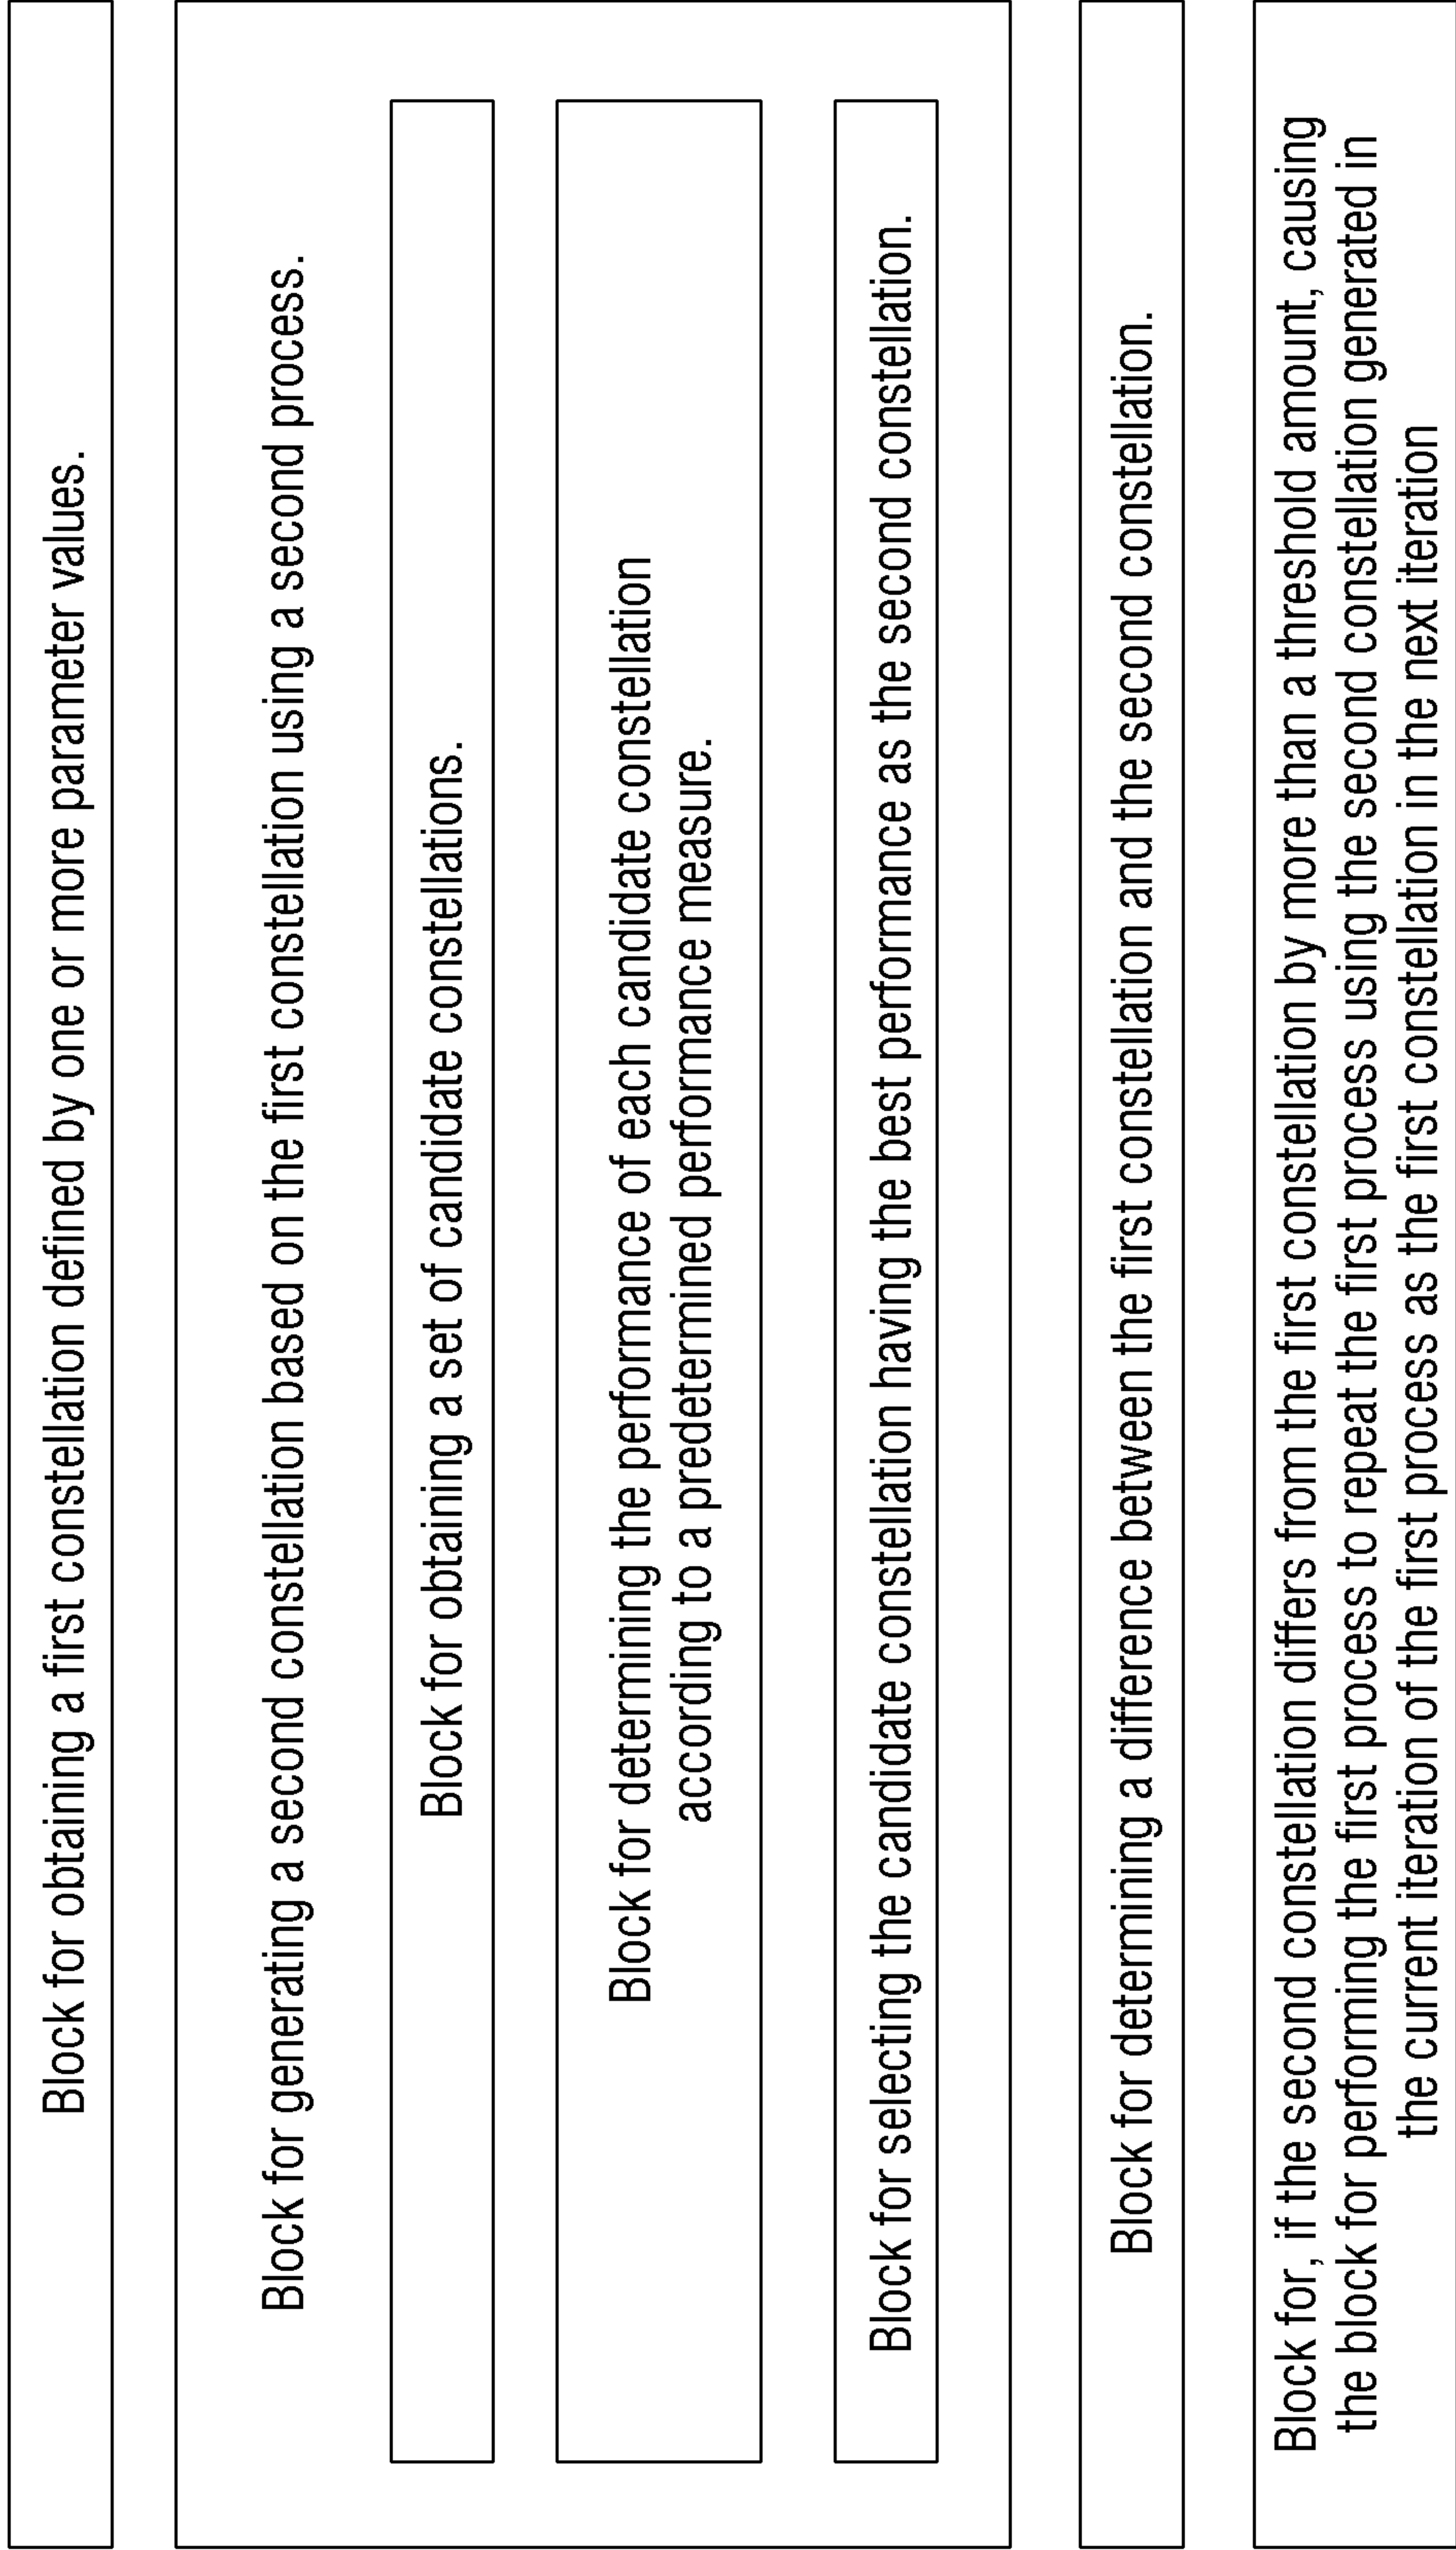 Block for obtaining a first constellation defined by one or more parameter values.
Block for generating a second constellation based on the first constellation using a second process.
Block for obtaining a set of candidate constellations.
Block for determining the performance of each candidate constellation
according to a predetermined performance measure.
Block for selecting the candidate constellation having the best performance as the second constellation.
Block for determining a difference between the first constellation and the second constellation.
Block for, if the second constellation differs from the first constellation by more than a threshold amount, causing
the block for performing the first process to repeat the first process using the second constellation generated in
the current iteration of the first process as the first constellation in the next iteration